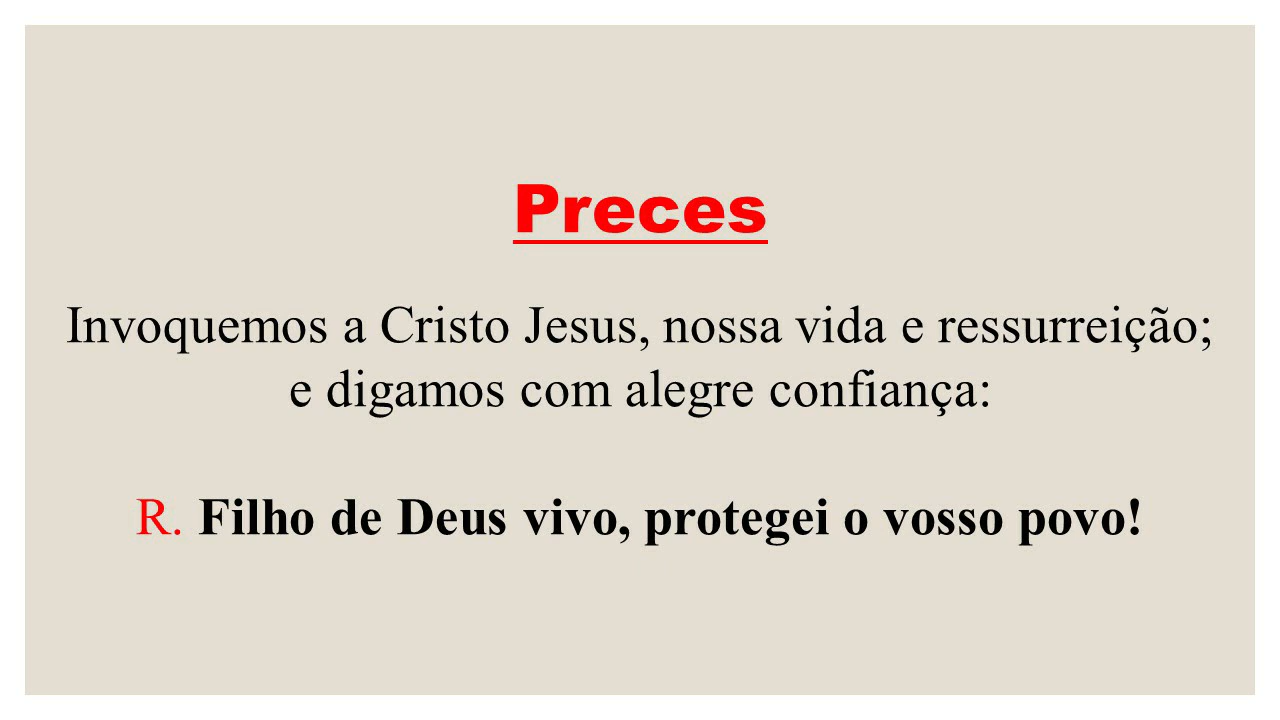 Preces
Invoquemos a Cristo Jesus, nossa vida e ressurreição;
e digamos com alegre confiança:
R. Filho de Deus vivo, protegei o vosso povo!